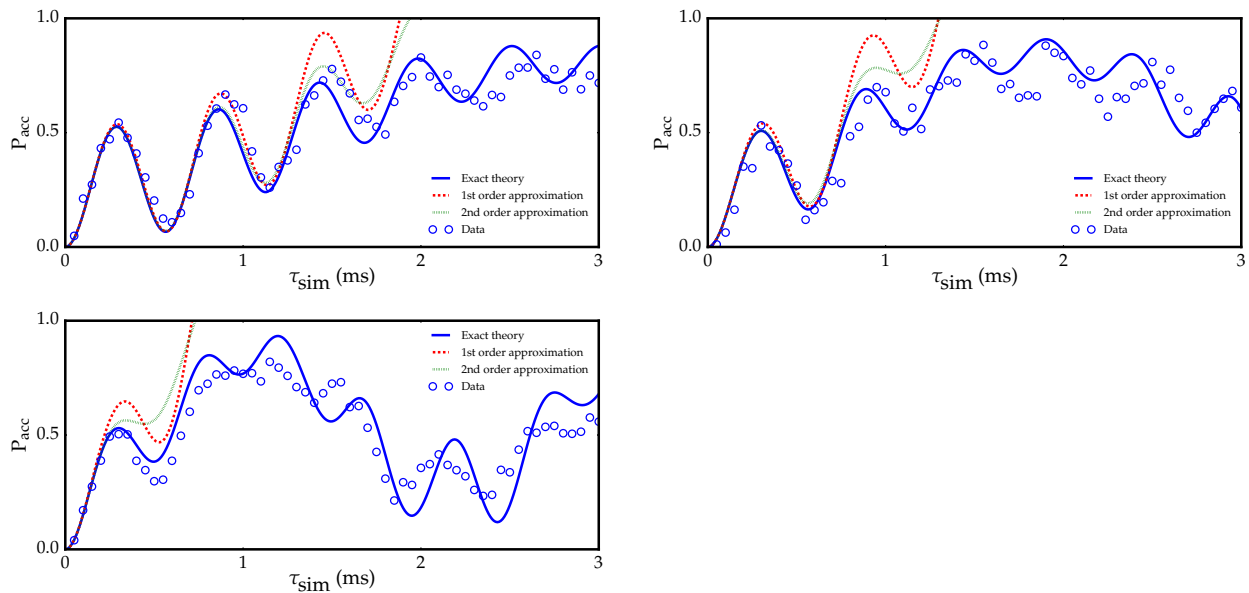 1.0
0.5
0.0
P_acc
0
1
2
3
τ_sim (ms)
Exact theory
1st order approximation
2nd order approximation
Data
1.0
0.5
0.0
P_acc
0
1
2
3
τ_sim (ms)
Exact theory
1st order approximation
2nd order approximation
Data
1.0
0.5
0.0
P_acc
0
1
2
3
τ_sim (ms)
Exact theory
1st order approximation
2nd order approximation
Data